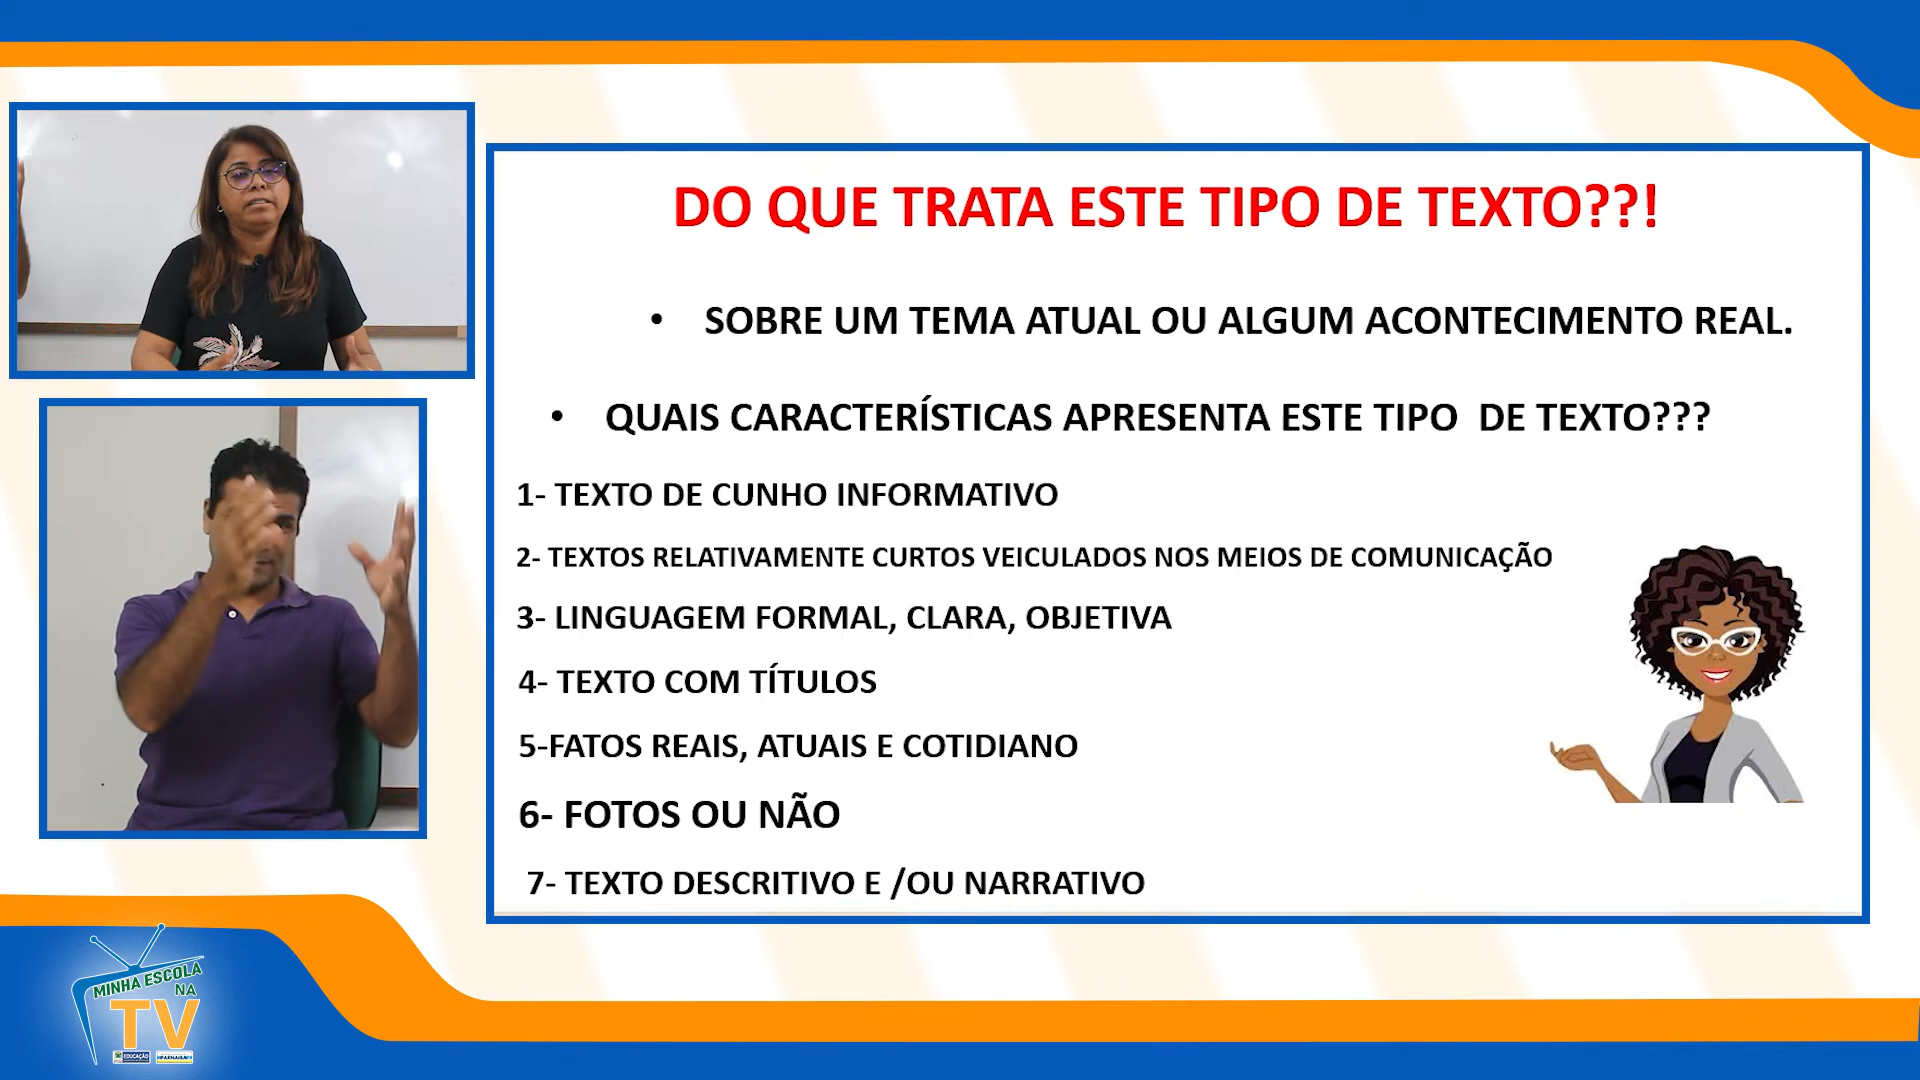 DO QUE TRATA ESTE TIPO DE TEXTO??!
• SOBRE UM TEMA ATUAL OU ALGUM ACONTECIMENTO REAL.
• QUAIS CARACTERÍSTICAS APRESENTA ESTE TIPO DE TEXTO???
1- TEXTO DE CUNHO INFORMATIVO
2- TEXTOS RELATIVAMENTE CURTOS VEICULADOS NOS MEIOS DE COMUNICAÇÃO
3- LINGUAGEM FORMAL, CLARA, OBJETIVA
4- TEXTO COM TÍTULOS
5-FATOS REAIS, ATUAIS E COTIDIANO
6- FOTOS OU NÃO
7- TEXTO DESCRITIVO E /OU NARRATIVO
MINHA ESCOLA
NA
TV
EDUCAÇÃO
PARNAÍBA